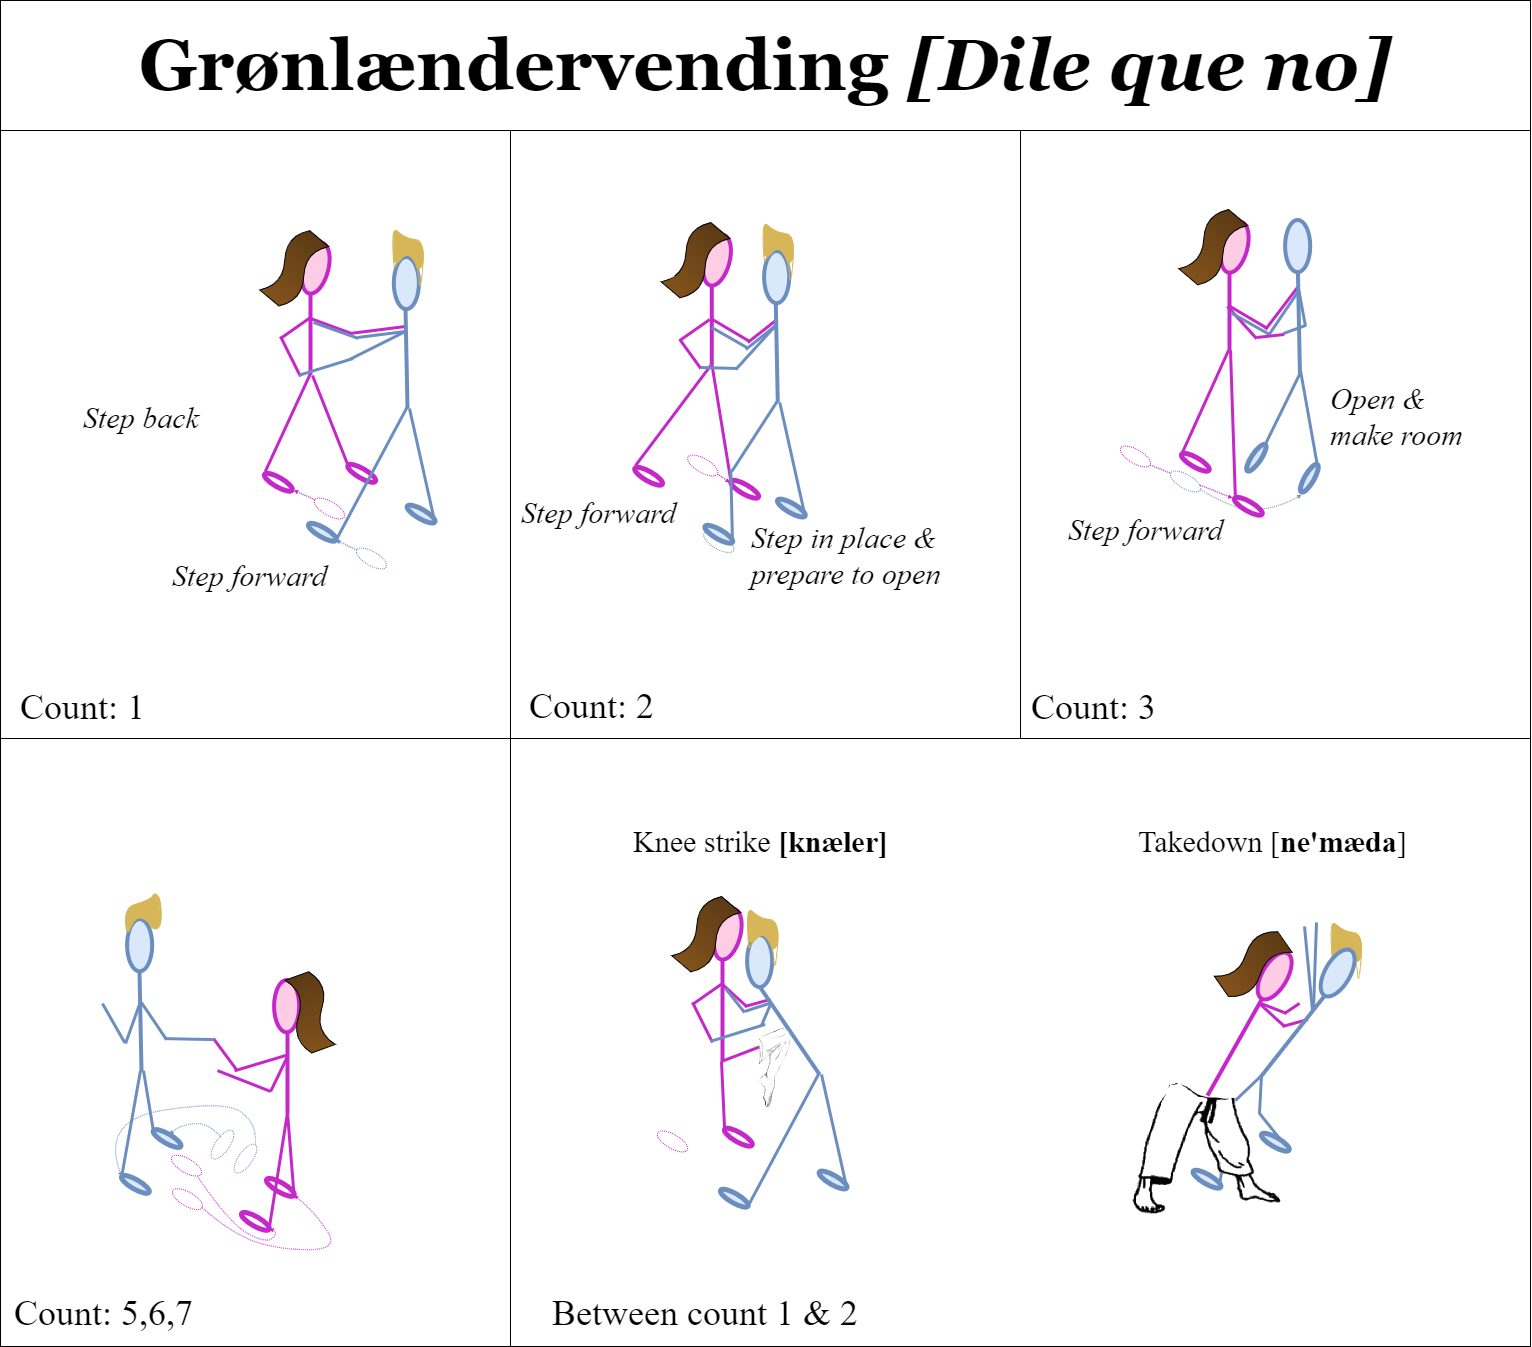 Grønlændervending [Dile que no]
Step back
Step forward
Count: 1
Step forward
Step in place &
prepare to open
Count: 2
Open &
make room
Step forward
Count: 3
Count: 5,6,7
Knee strike [knæler]
Takedown [ne'mæda]
Between count 1 & 2